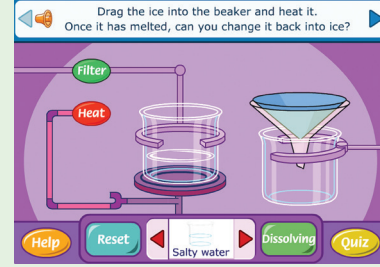 Drag the ice into the beaker and heat it.
Once it has melted, can you change it back into ice?
Filter
Heat
Help
Reset
Salty water
Dissolving
Quiz